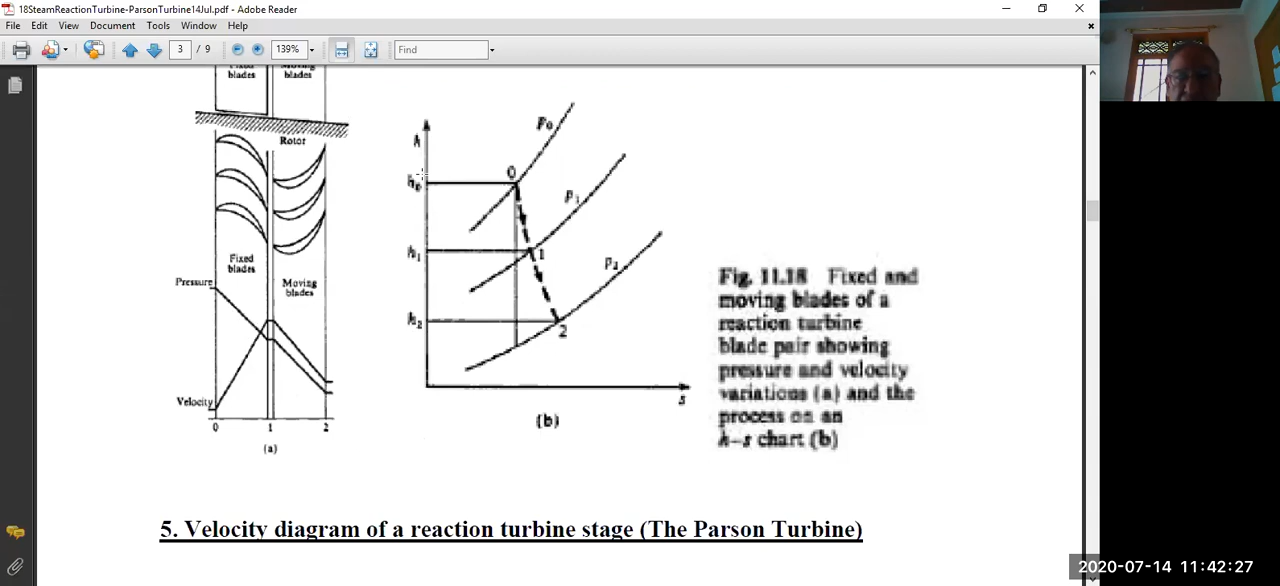 18SteamReactionTurbine-ParsonTurbine14Jul.pdf - Adobe Reader
File Edit View Document Tools Window Help
3 / 9 139% Find
Fixed blades
Moving blades
Rotor
Fixed blades
Moving blades
Pressure
Velocity
0 1 2
(a)
h
h₀
h₁
h₂
P₀
P₁
P₂
0
1
2
s
(b)
Fig. 11.18 Fixed and
moving blades of a
reaction turbine
blade pair showing
pressure and velocity
variations (a) and the
process on an
h–s chart (b)
5. Velocity diagram of a reaction turbine stage (The Parson Turbine)
2020-07-14 11:42:27